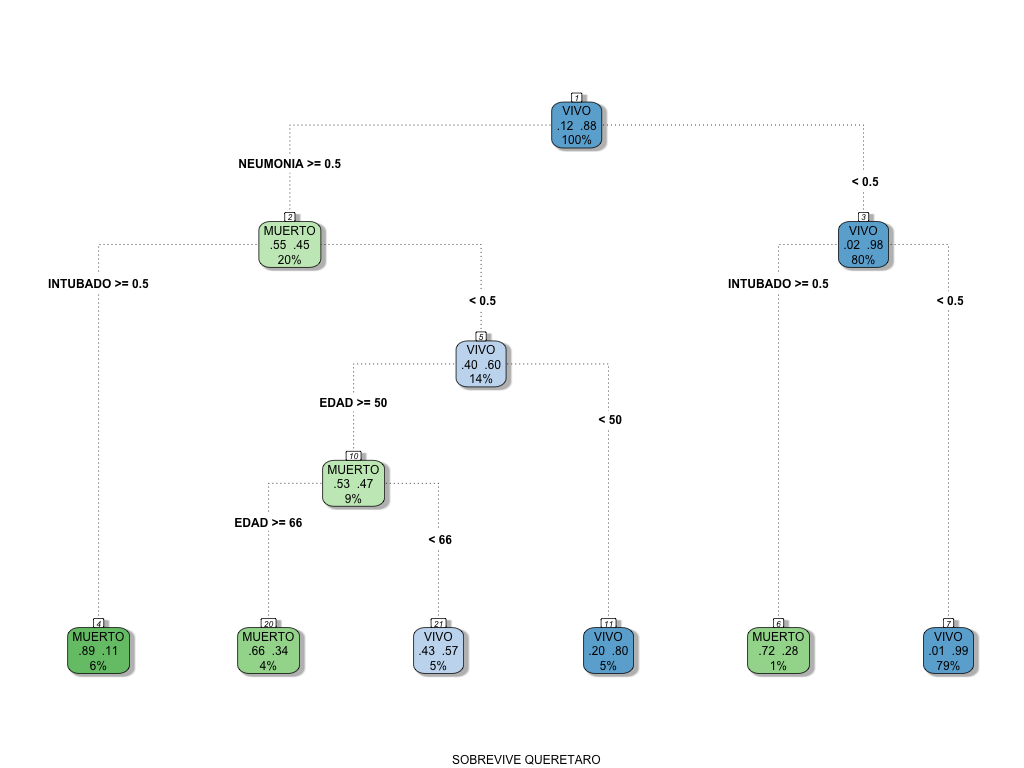 1
VIVO
.12 .88
100%
NEUMONIA >= 0.5
< 0.5
2
MUERTO
.55 .45
20%
3
VIVO
.02 .98
80%
INTUBADO >= 0.5
< 0.5
INTUBADO >= 0.5
< 0.5
5
VIVO
.40 .60
14%
EDAD >= 50
< 50
10
MUERTO
.53 .47
9%
EDAD >= 66
< 66
4
MUERTO
.89 .11
6%
20
MUERTO
.66 .34
4%
21
VIVO
.43 .57
5%
11
VIVO
.20 .80
5%
6
MUERTO
.72 .28
1%
7
VIVO
.01 .99
79%
SOBREVIVE QUERETARO